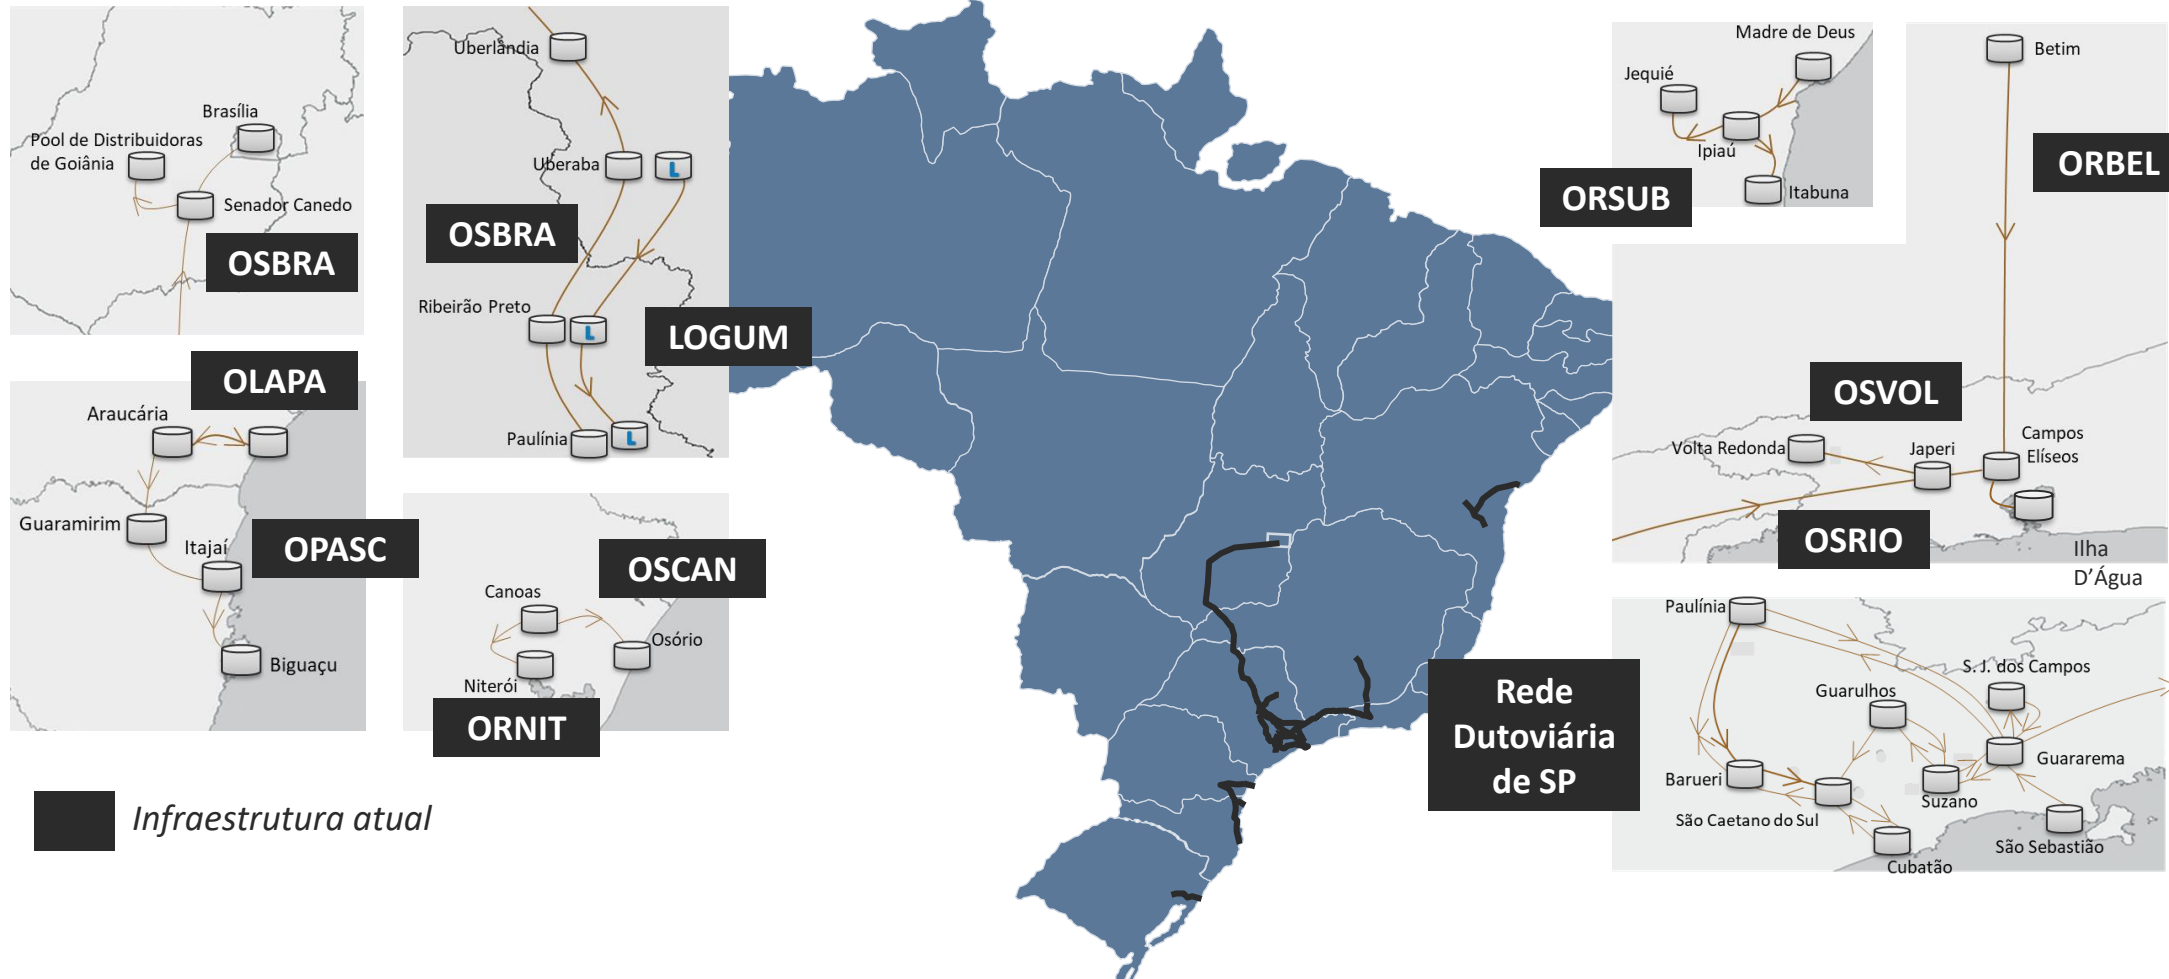 Brasília
Pool de Distribuidoras
de Goiânia
Senador Canedo
OSBRA
Uberlândia
Uberaba
L
OSBRA
Ribeirão Preto
L
LOGUM
Paulínia
L
OLAPA
Araucária
Guaramirim
Itajaí
OPASC
Biguaçu
OSCAN
Canoas
Osório
Niterói
ORNIT
Infraestrutura atual
Madre de Deus
Jequié
Ipiaú
Itabuna
ORSUB
Betim
ORBEL
OSVOL
Volta Redonda
Japeri
Campos
Elíseos
OSRIO
Ilha
D'Água
Rede
Dutoviária
de SP
Paulínia
S. J. dos Campos
Guarulhos
Guararema
Barueri
Suzano
São Caetano do Sul
São Sebastião
Cubatão